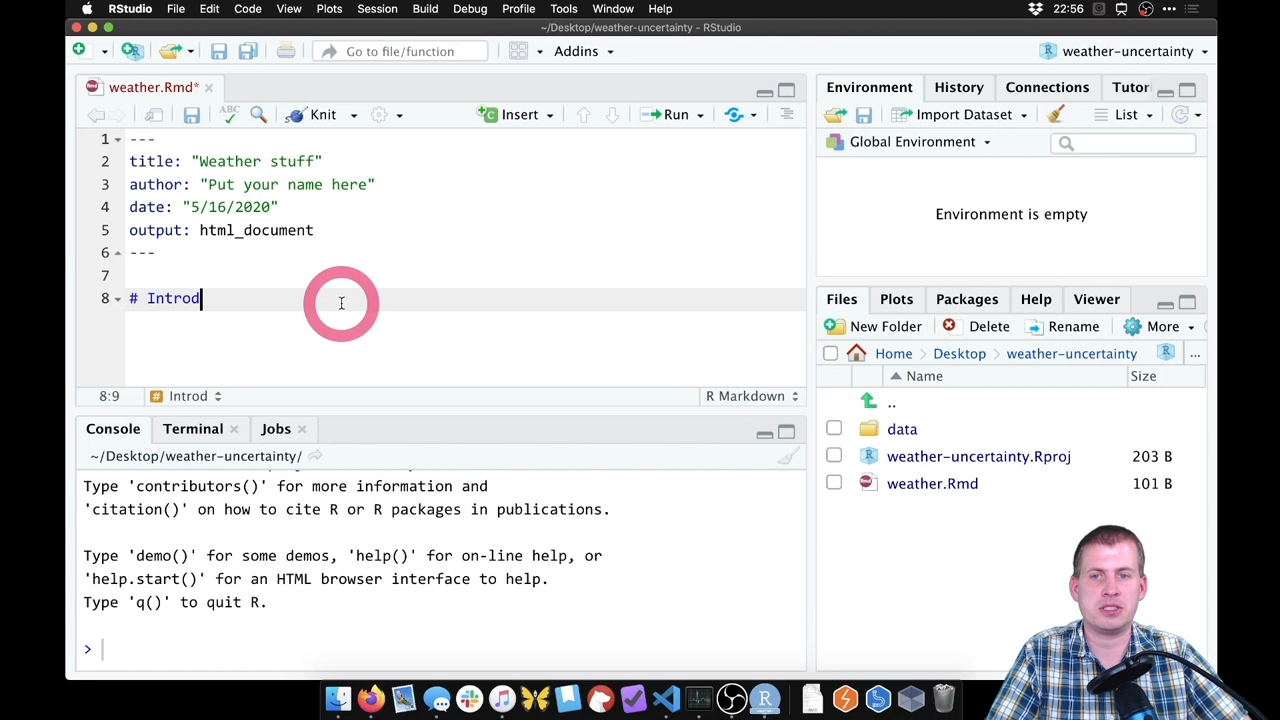 RStudio File Edit Code View Plots Session Build Debug Profile Tools Window Help 22:56
~/Desktop/weather-uncertainty - RStudio
Go to file/function Addins weather-uncertainty
weather.Rmd*
ABC Knit Insert Run
1 ---
2 title: "Weather stuff"
3 author: "Put your name here"
4 date: "5/16/2020"
5 output: html_document
6 ---
7
8 # Introd
8:9 # Introd R Markdown
Console Terminal Jobs
~/Desktop/weather-uncertainty/
Type 'contributors()' for more information and
'citation()' on how to cite R or R packages in publications.
Type 'demo()' for some demos, 'help()' for on-line help, or
'help.start()' for an HTML browser interface to help.
Type 'q()' to quit R.
>
Environment History Connections Tutor
Import Dataset List
Global Environment
Environment is empty
Files Plots Packages Help Viewer
New Folder Delete Rename More
Home Desktop weather-uncertainty ...
Name Size
..
data
weather-uncertainty.Rproj 203 B
weather.Rmd 101 B